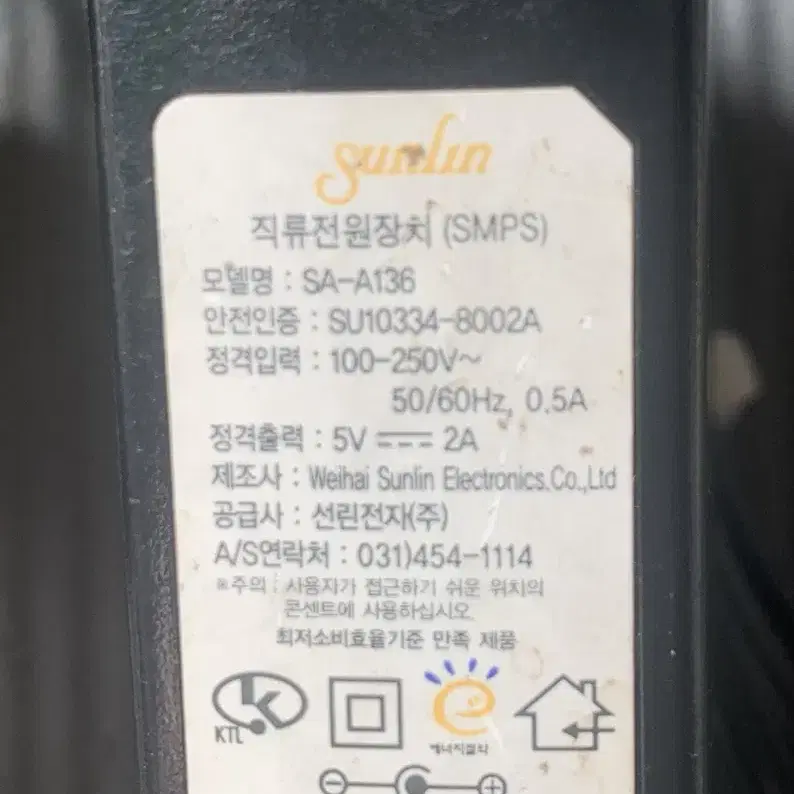 sunlin
직류전원장치 (SMPS)
모델명 : SA-A136
안전인증 : SU10334-8002A
정격입력 : 100-250V~
50/60Hz, 0.5A
정격출력 : 5V ⎓ 2A
제조사 : Weihai Sunlin Electronics.Co.,Ltd
공급사 : 선린전자(주)
A/S연락처 : 031)454-1114
※주의 : 사용자가 접근하기 쉬운 위치의
콘센트에 사용하십시오.
최저소비효율기준 만족 제품
KTL
에너지절약